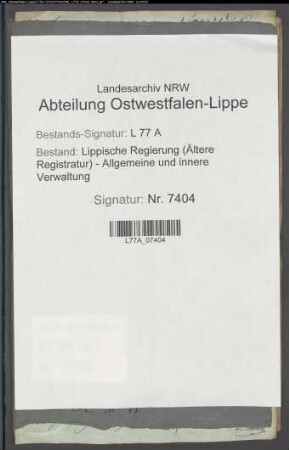 Landesarchiv NRW
Abteilung Ostwestfalen-Lippe
Bestands-Signatur: L 77 A
Bestand: Lippische Regierung (Ältere
Registratur) - Allgemeine und innere
Verwaltung
Signatur: Nr. 7404
L77A_07404